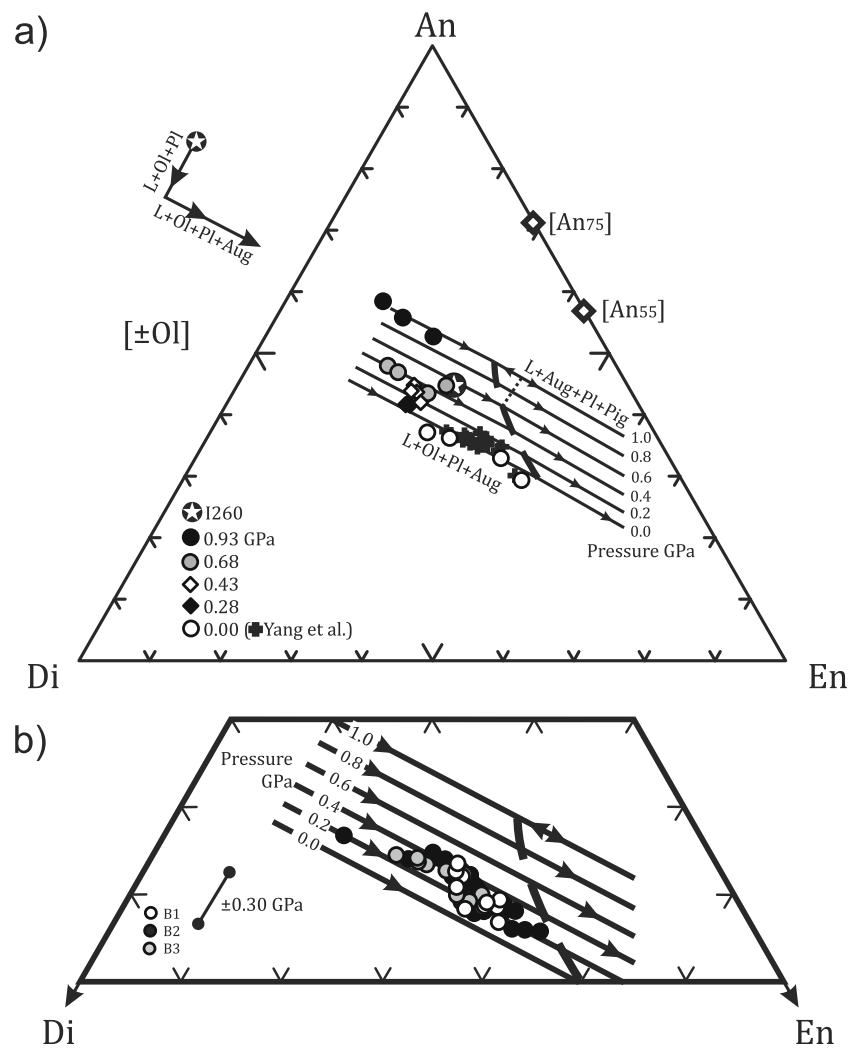 a)
An
L+Ol+Pl
L+Ol+Pl+Aug
[An75]
[An55]
[±Ol]
L+Aug+Pl+Pig
1.0
0.8
0.6
0.4
0.2
0.0
L+Ol+Pl+Aug
Pressure GPa
I260
0.93 GPa
0.68
0.43
0.28
0.00 (Yang et al.)
Di
En
b)
Pressure
GPa
1.0
0.8
0.6
0.4
0.2
0.0
±0.30 GPa
B1
B2
B3
Di
En